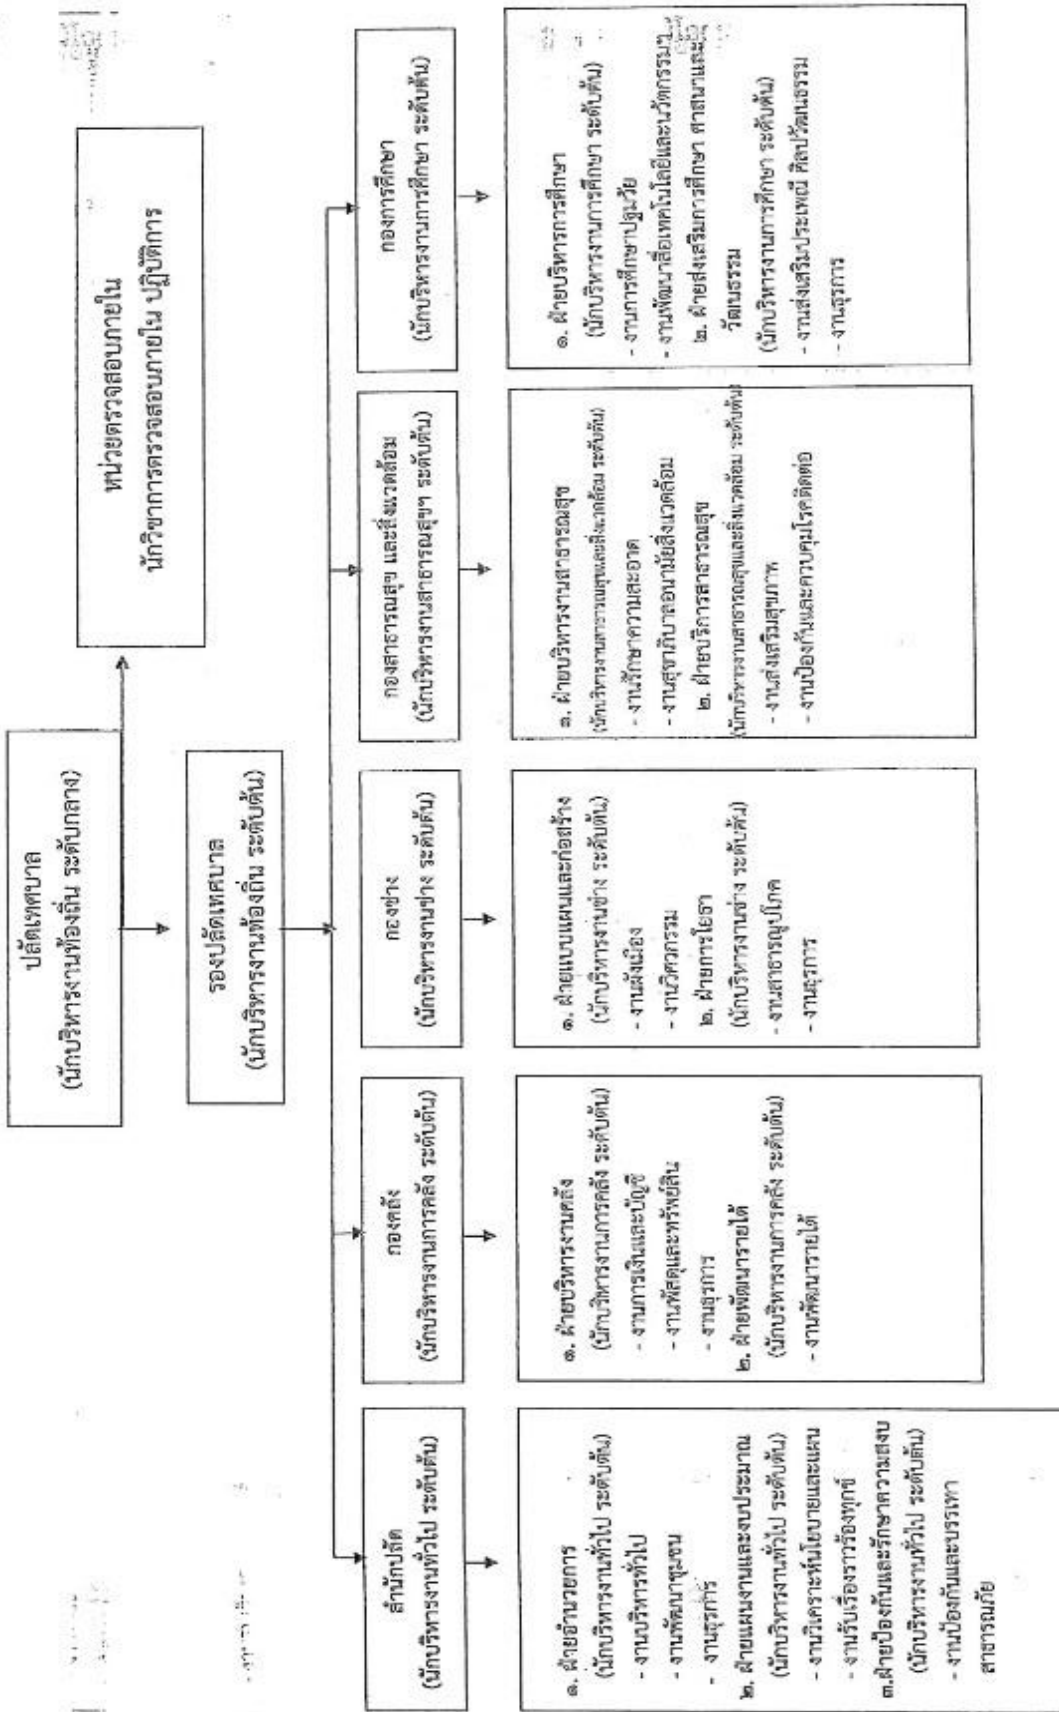 ปลัดเทศบาล
(นักบริหารงานท้องถิ่น ระดับกลาง)
หน่วยตรวจสอบภายใน
นักวิชาการตรวจสอบภายใน ปฏิบัติการ
รองปลัดเทศบาล
(นักบริหารงานท้องถิ่น ระดับต้น)
สำนักปลัด
(นักบริหารงานทั่วไป ระดับต้น)
กองคลัง
(นักบริหารงานการคลัง ระดับต้น)
กองช่าง
(นักบริหารงานช่าง ระดับต้น)
กองสาธารณสุข และสิ่งแวดล้อม
(นักบริหารงานสาธารณสุขฯ ระดับต้น)
กองการศึกษา
(นักบริหารงานการศึกษา ระดับต้น)
๑. ฝ่ายอำนวยการ
(นักบริหารงานทั่วไป ระดับต้น)
- งานบริหารทั่วไป
- งานพัฒนาชุมชน
- งานธุรการ
๒. ฝ่ายแผนงานและงบประมาณ
(นักบริหารงานทั่วไป ระดับต้น)
- งานวิเคราะห์นโยบายและแผน
- งานรับเรื่องราวร้องทุกข์
๓.ฝ่ายป้องกันและรักษาความสงบ
(นักบริหารงานทั่วไป ระดับต้น)
- งานป้องกันและบรรเทา
สาธารณภัย
๑. ฝ่ายบริหารงานคลัง
(นักบริหารงานการคลัง ระดับต้น)
- งานการเงินและบัญชี
- งานพัสดุและทรัพย์สิน
- งานธุรการ
๒. ฝ่ายพัฒนารายได้
(นักบริหารงานการคลัง ระดับต้น)
- งานพัฒนารายได้
๑. ฝ่ายแบบแผนและก่อสร้าง
(นักบริหารงานช่าง ระดับต้น)
- งานผังเมือง
- งานวิศวกรรม
๒. ฝ่ายการโยธา
(นักบริหารงานช่าง ระดับต้น)
- งานสาธารณูปโภค
- งานธุรการ
๑. ฝ่ายบริหารงานสาธารณสุข
(นักบริหารงานสาธารณสุขและสิ่งแวดล้อม ระดับต้น)
- งานรักษาความสะอาด
- งานสุขาภิบาลอนามัยสิ่งแวดล้อม
๒. ฝ่ายบริการสาธารณสุข
(นักบริหารงานสาธารณสุขและสิ่งแวดล้อม ระดับต้น)
- งานส่งเสริมสุขภาพ
- งานป้องกันและควบคุมโรคติดต่อ
๑. ฝ่ายบริหารการศึกษา
(นักบริหารงานการศึกษา ระดับต้น)
- งานการศึกษาปฐมวัย
- งานพัฒนาสื่อเทคโนโลยีและนวัตกรรมฯ
๒. ฝ่ายส่งเสริมการศึกษา ศาสนาและ
วัฒนธรรม
(นักบริหารงานการศึกษา ระดับต้น)
- งานส่งเสริมประเพณี ศิลปวัฒนธรรม
- งานธุรการ